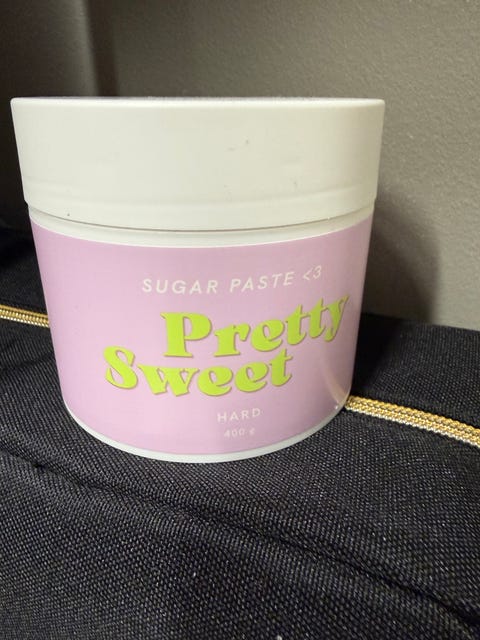 SUGAR PASTE <3
Pretty
Sweet
HARD
400 g